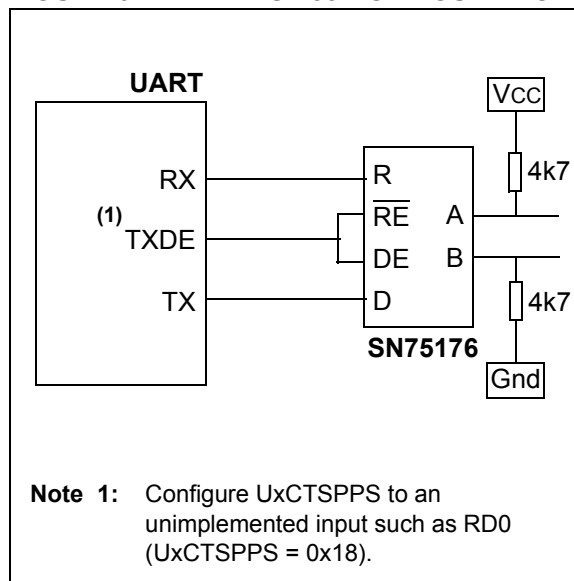 UART
VCC
RX
R
4k7
(1)
TXDE
RE
A
DE
B
TX
D
4k7
SN75176
Gnd
Note 1: Configure UxCTSPPS to an
unimplemented input such as RD0
(UxCTSPPS = 0x18).